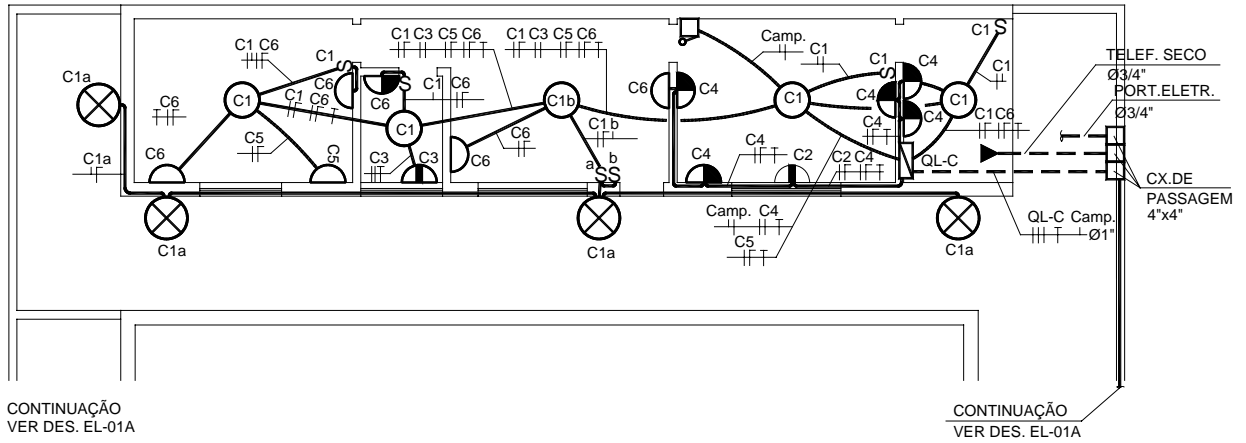 C1 C3 C5 C6
C1 C3 C5 C6
Camp.
C1
S
C1 C6
C1
S
C1
C1
S
C4
C1
TELEF. SECO
Ø3/4"
PORT.ELETR.
Ø3/4"
C1a
C6
C1
C1 C6
C6
S
C1
C6
C1b
C6
C4
C1
C4
C4
C1
C1 C6
C1
C5
C1 b
C4
C1a
C6
C5
C3
C3
C6
C6
a b
SS
C4
C4
C2
C2 C4
QL-C
CX.DE
PASSAGEM
4"x4"
C1a
C1a
Camp. C4
C5
C1a
QL-C Camp.
Ø1"
CONTINUAÇÃO
VER DES. EL-01A
CONTINUAÇÃO
VER DES. EL-01A